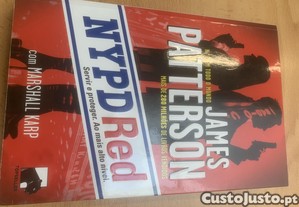 JAMES
PATTERSON
MAIS DE 280 MILHÕES DE LIVROS VENDIDOS
NYPD Red
Servir e proteger. Ao mais alto nível.
com MARSHALL KARP
CustoJusto.pt